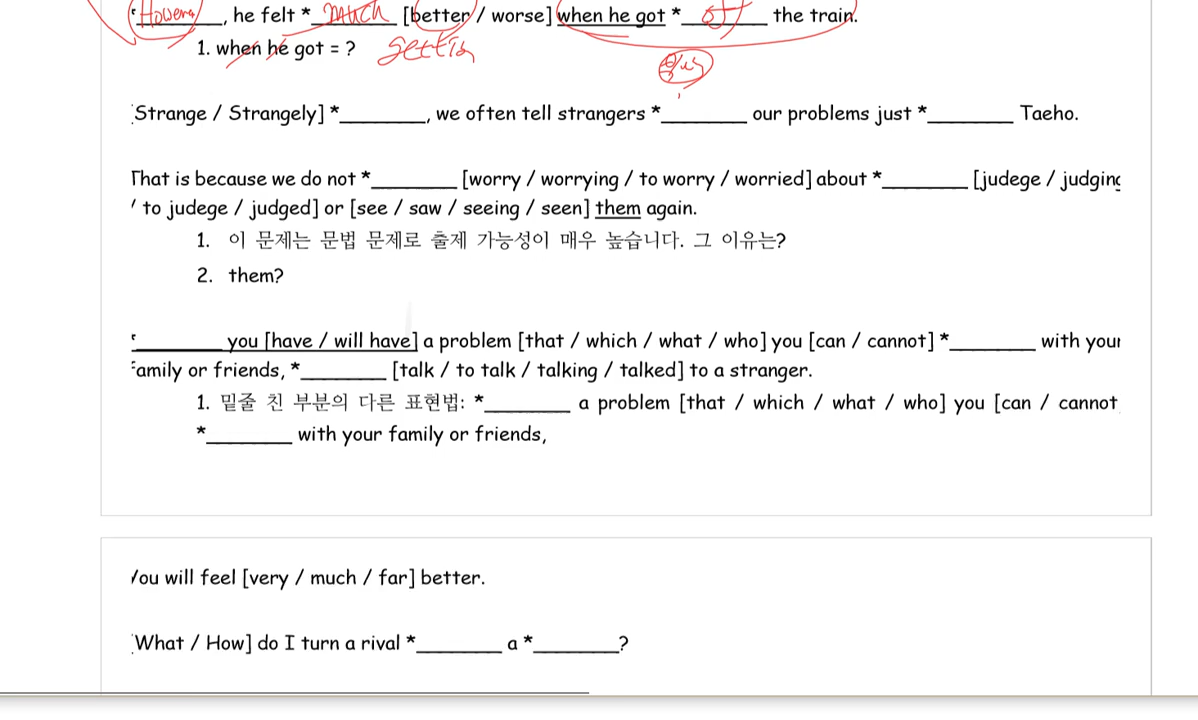 *However, he felt *much [better / worse] when he got *off the train.
1. when he got = ? getting
[Strange / Strangely] *________, we often tell strangers *________ our problems just *________ Taeho.
That is because we do not *________ [worry / worrying / to worry / worried] about *________ [judege / judging
/ to judege / judged] or [see / saw / seeing / seen] them again.
1. 이 문제는 문법 문제로 출제 가능성이 매우 높습니다. 그 이유는?
2. them?
*________ you [have / will have] a problem [that / which / what / who] you [can / cannot] *________ with your
family or friends, *________ [talk / to talk / talking / talked] to a stranger.
1. 밑줄 친 부분의 다른 표현법: *________ a problem [that / which / what / who] you [can / cannot
*________ with your family or friends,
You will feel [very / much / far] better.
[What / How] do I turn a rival *________ a *________?